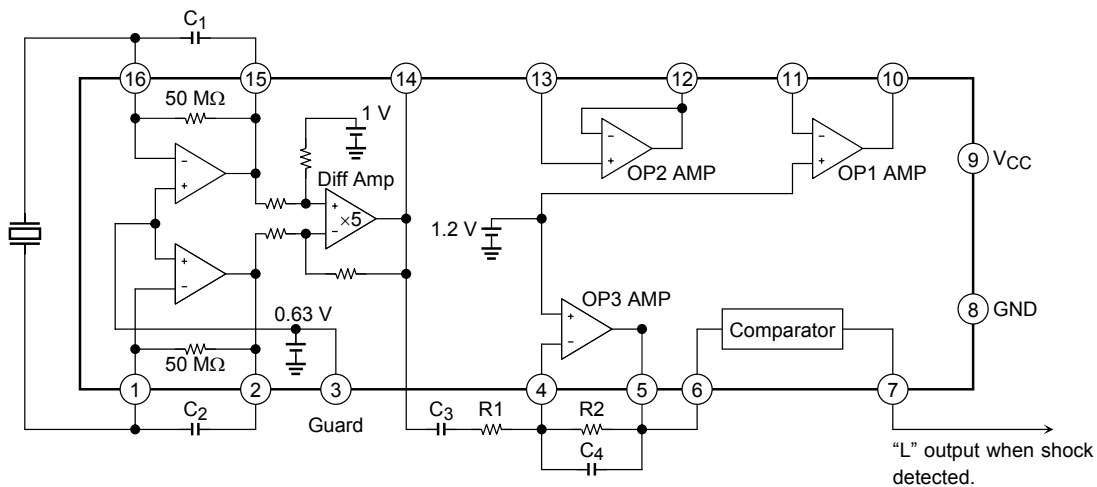 C1
16
15
14
13
12
11
10
50 MΩ
1 V
Diff Amp
−
+
+
×5
−
−
+
OP2 AMP
−
+
OP1 AMP
9
VCC
1.2 V
+
−
0.63 V
OP3 AMP
+
−
8
GND
Comparator
50 MΩ
1
2
3
4
5
6
7
C2
Guard
C3
R1
R2
C4
"L" output when shock
detected.